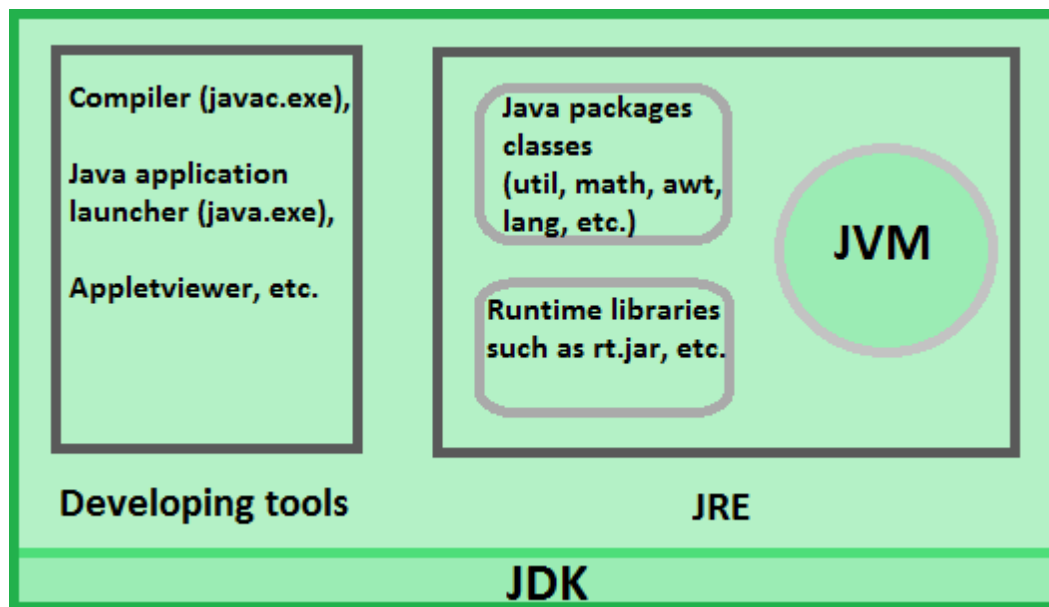 Compiler (javac.exe),
Java application
launcher (java.exe),
Appletviewer, etc.
Developing tools
Java packages
classes
(util, math, awt,
lang, etc.)
Runtime libraries
such as rt.jar, etc.
JVM
JRE
JDK